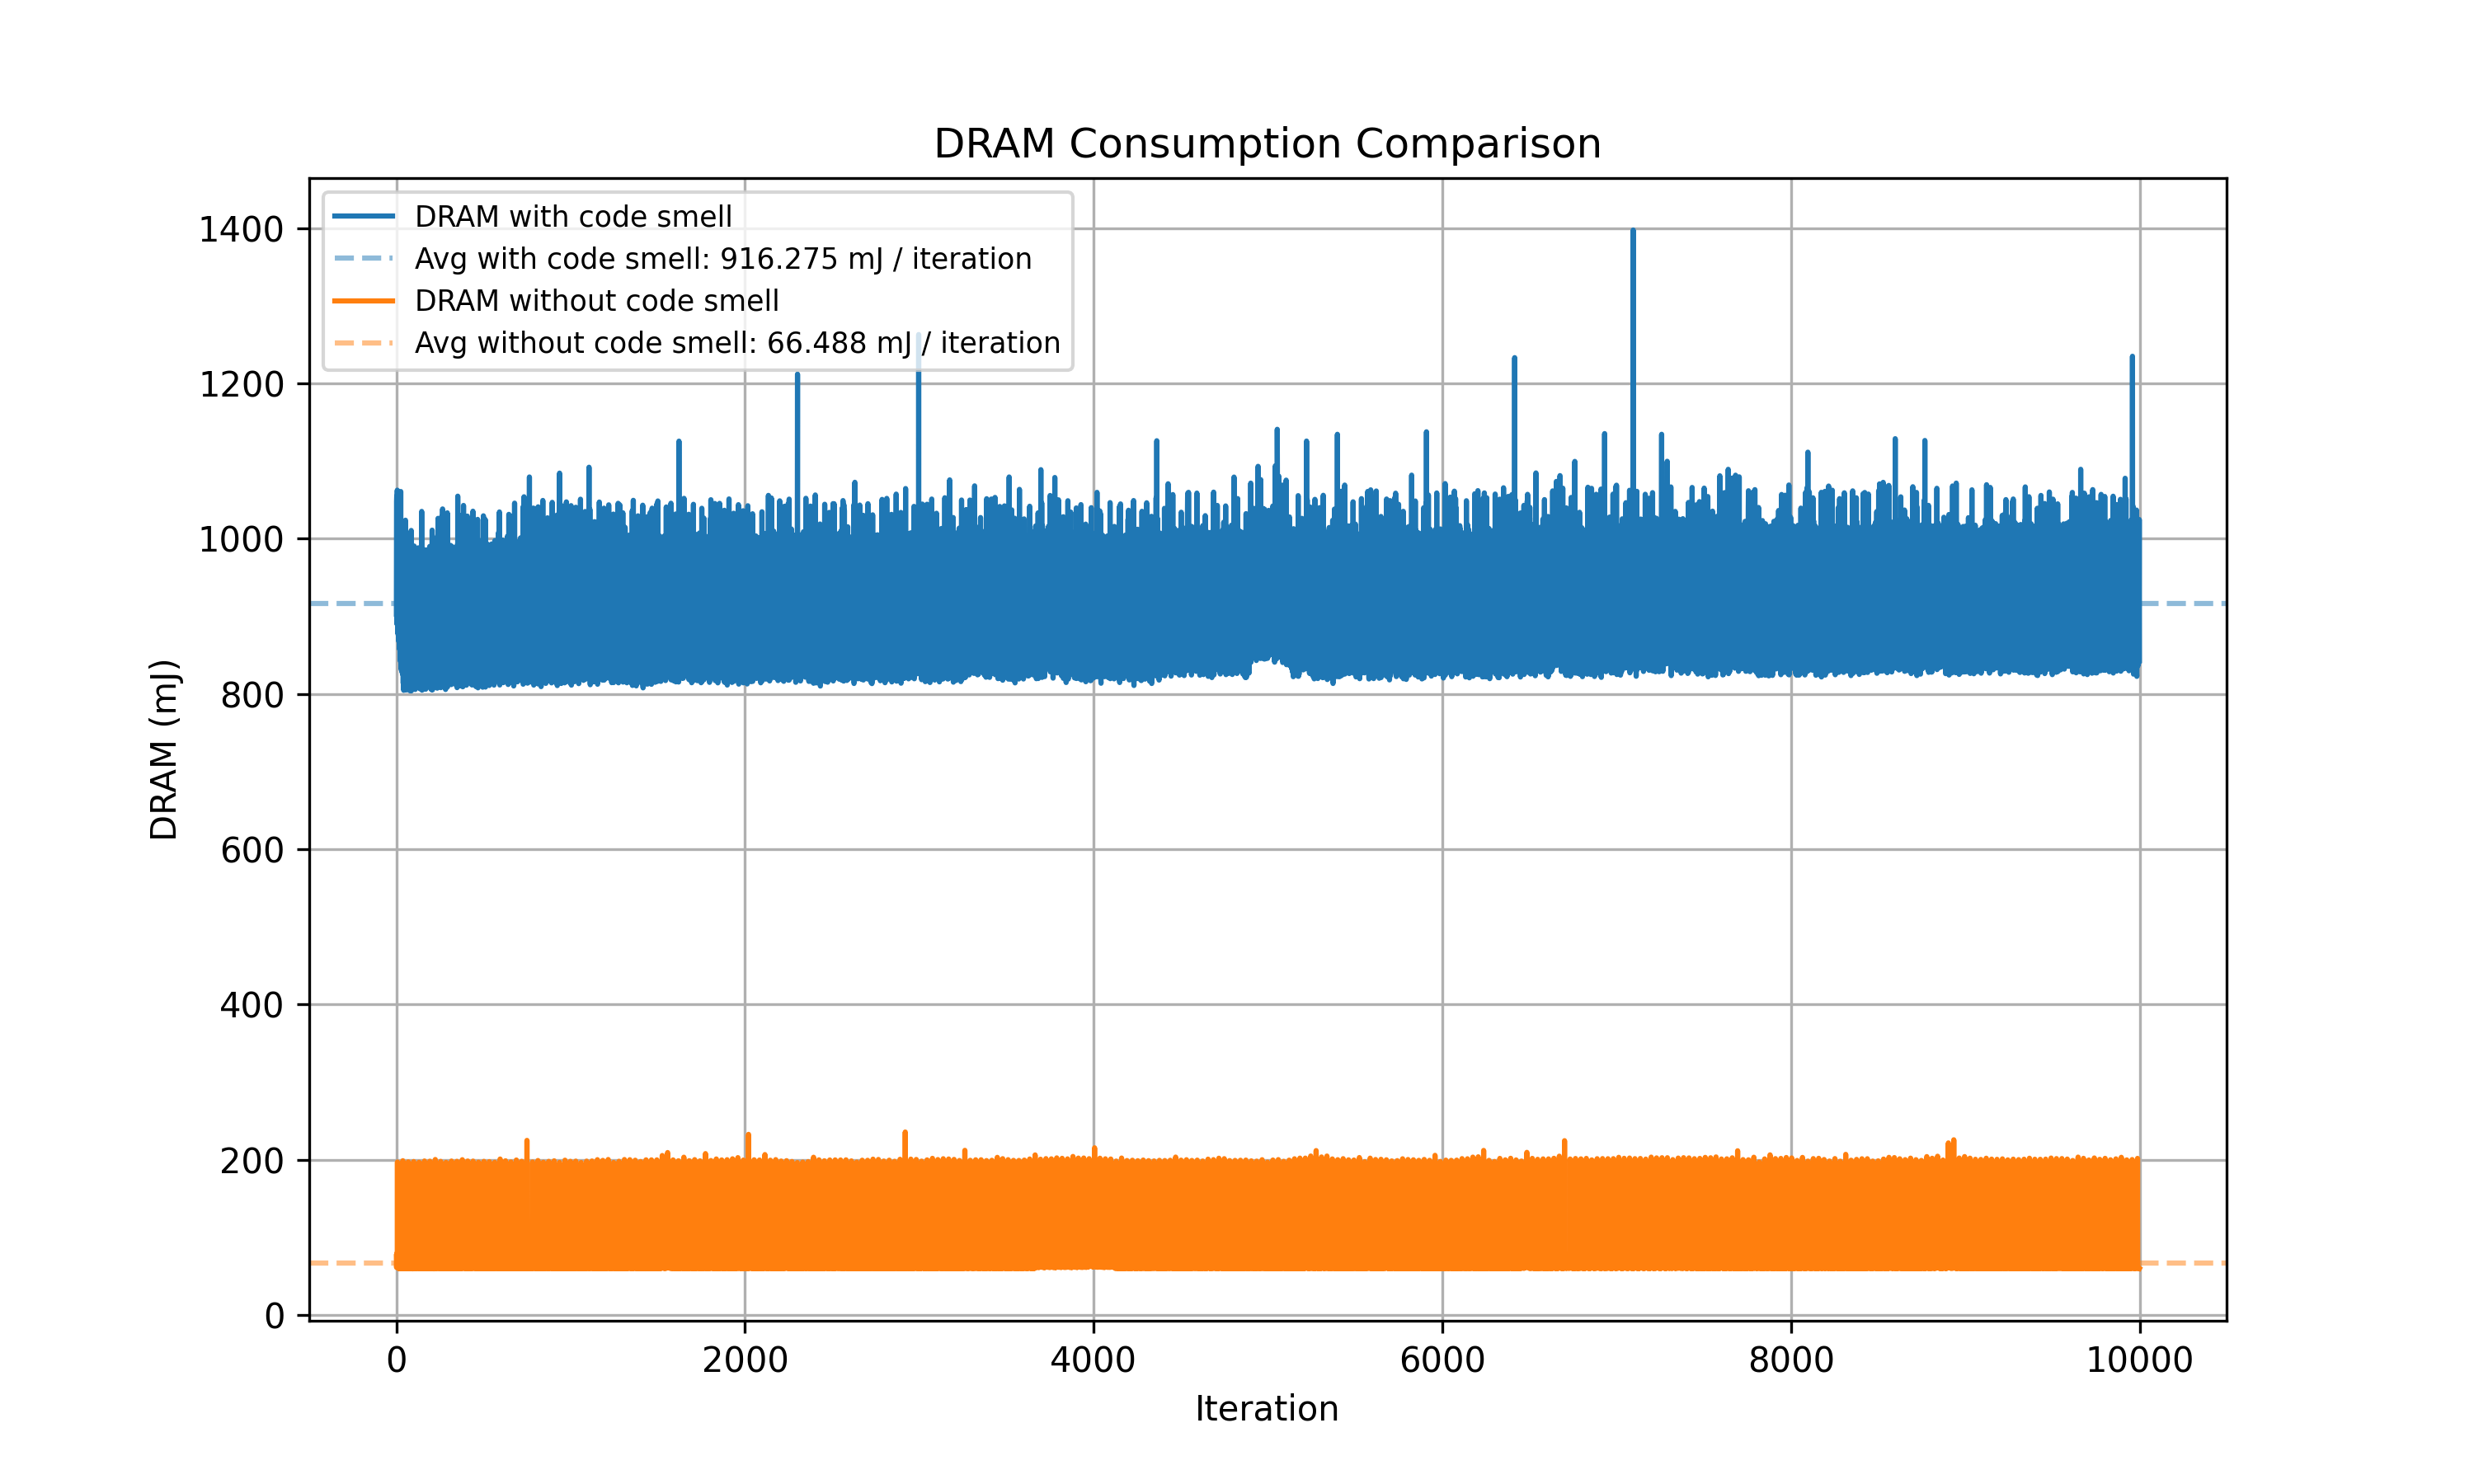 DRAM Consumption Comparison
DRAM with code smell
Avg with code smell: 916.275 mJ / iteration
DRAM without code smell
Avg without code smell: 66.488 mJ / iteration
1400
1200
1000
800
600
400
200
0
DRAM (mJ)
0 2000 4000 6000 8000 10000
Iteration